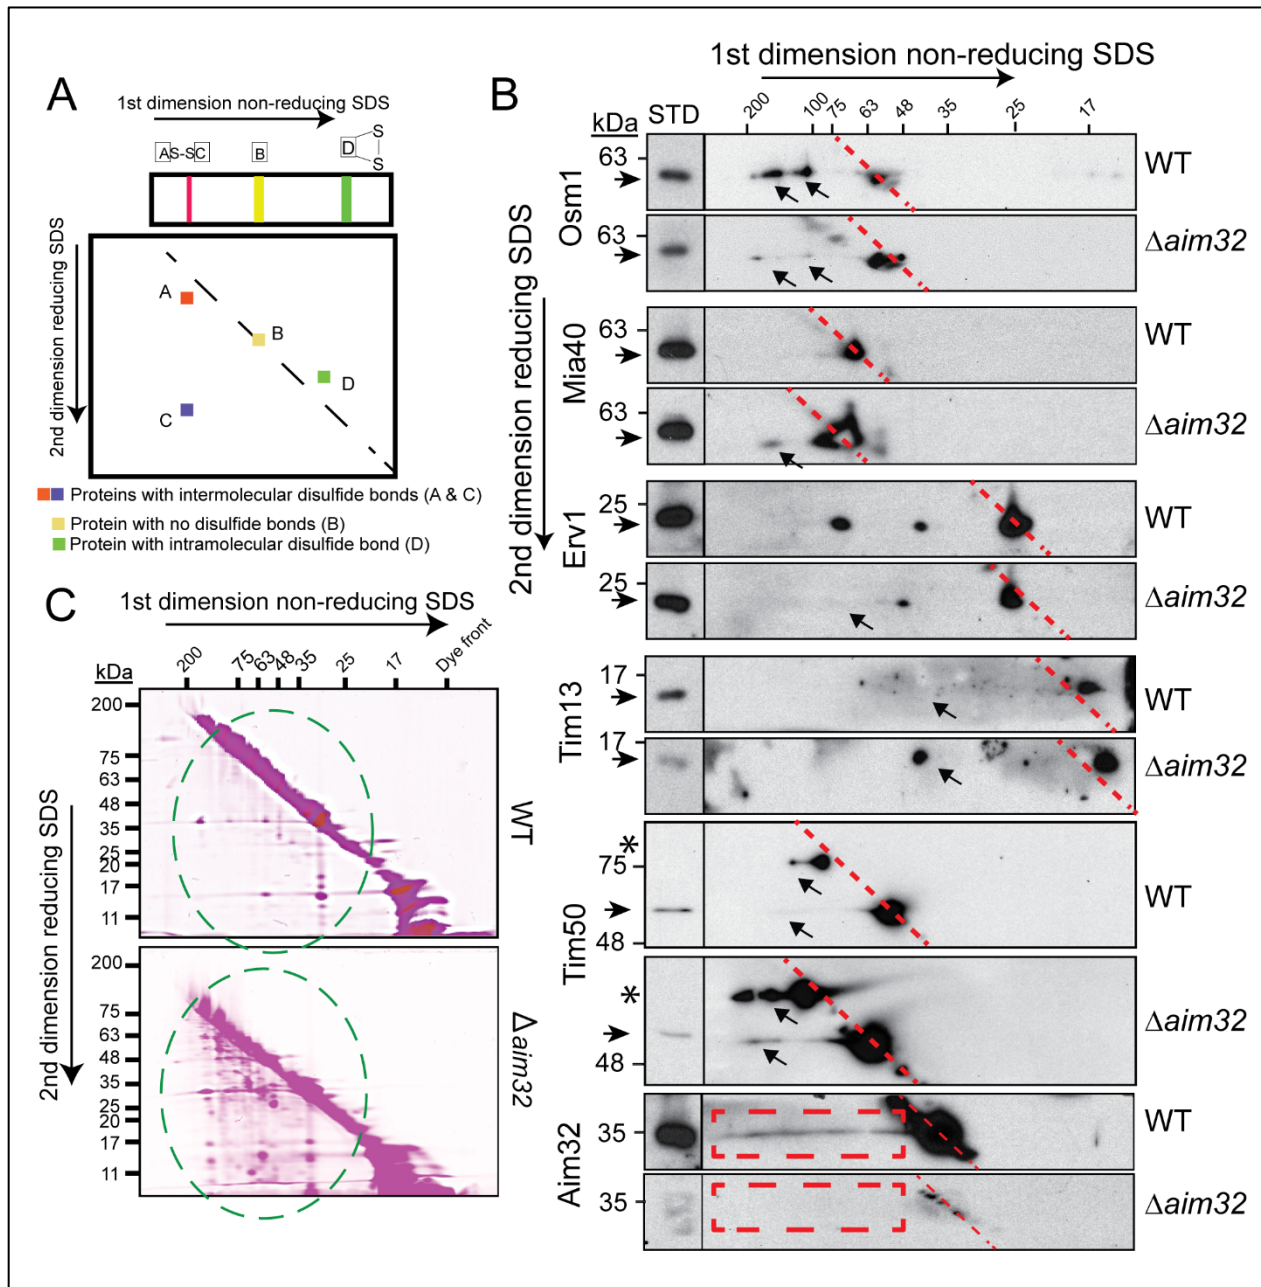 A
1st dimension non-reducing SDS
A S-S C
B
D
S
S
2nd dimension reducing SDS
A
B
D
C
Proteins with intermolecular disulfide bonds (A & C)
Protein with no disulfide bonds (B)
Protein with intramolecular disulfide bond (D)
B
1st dimension non-reducing SDS
kDa
STD
200
100
75
63
48
35
25
17
2nd dimension reducing SDS
Osm1
63
WT
63
Δaim32
Mia40
63
WT
63
Δaim32
Erv1
25
WT
25
Δaim32
Tim13
17
WT
17
Δaim32
Tim50
*
75
48
WT
*
48
Δaim32
Aim32
35
WT
35
Δaim32
C
1st dimension non-reducing SDS
kDa
200
75
63
48
35
25
17
Dye front
2nd dimension reducing SDS
200
75
63
48
35
25
20
17
11
WT
200
75
63
48
35
25
20
17
11
Δaim32